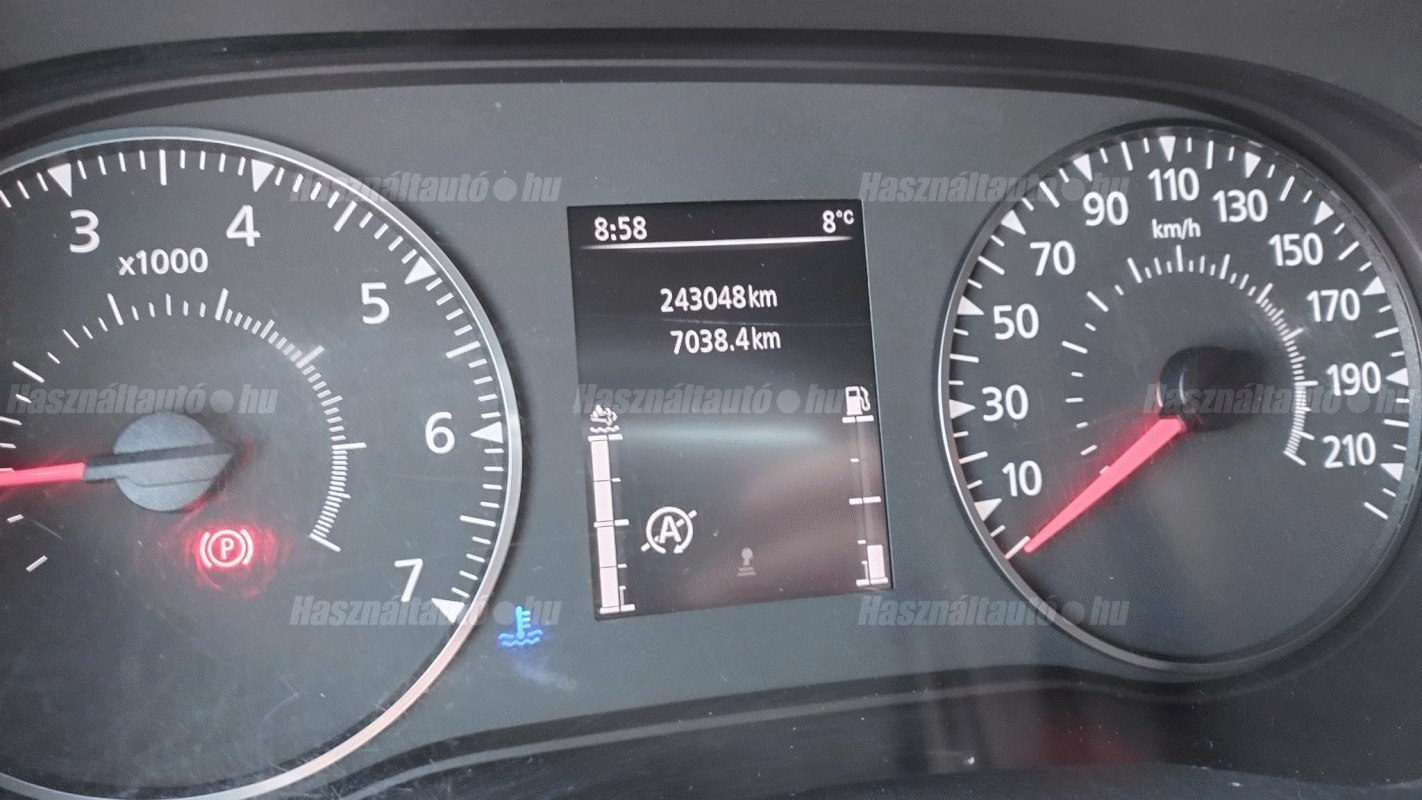 8:58 8°C
243048km
7038.4km
3 4 5 6 7
x1000
P
A
10 30 50 70 90 110 130 150 170 190 210
km/h
Használtautó.hu
Használtautó.hu
Használtautó.hu
Használtautó.hu
Használtautó.hu
Használtautó.hu
Használtautó.hu